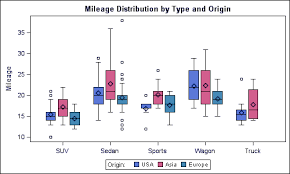 Mileage Distribution by Type and Origin
35
30
25
20
15
10
Mileage
SUV
Sedan
Sports
Wagon
Truck
Origin: USA Asia Europe